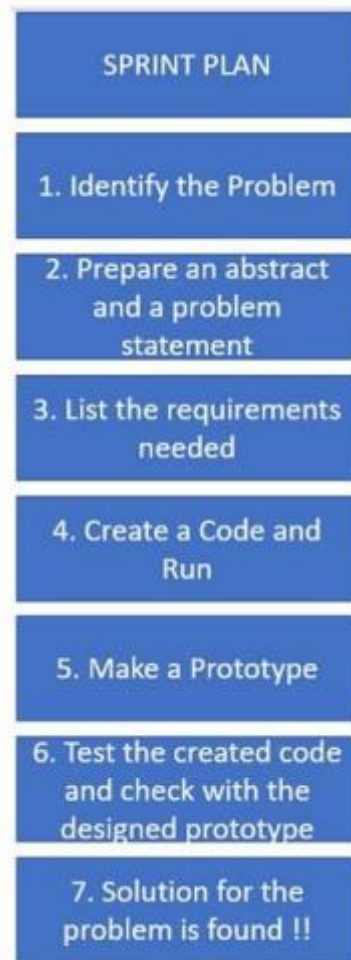 SPRINT PLAN
1. Identify the Problem
2. Prepare an abstract
and a problem
statement
3. List the requirements
needed
4. Create a Code and
Run
5. Make a Prototype
6. Test the created code
and check with the
designed prototype
7. Solution for the
problem is found !!